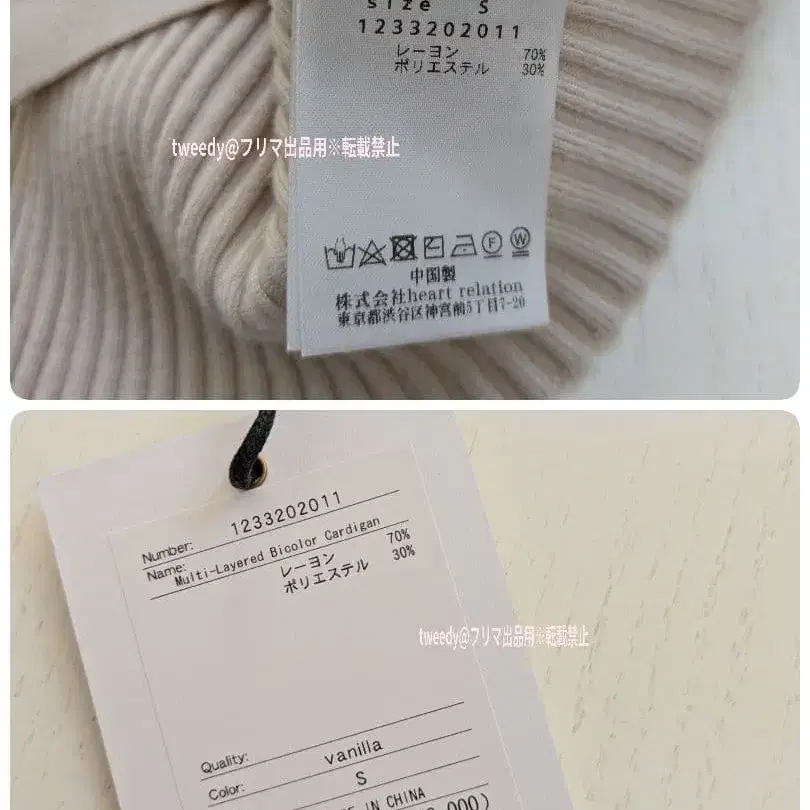 size S
1233202011
レーヨン 70%
ポリエステル 30%
tweedy@フリマ出品用※転載禁止
F W
中国製
株式会社heart relation
東京都渋谷区神宮前5丁目7-20
Number: 1233202011
Name: Multi-Layered Bicolor Cardigan
レーヨン 70%
ポリエステル 30%
tweedy@フリマ出品用※転載禁止
Quality: vanilla
Color: S
IN CHINA
000)